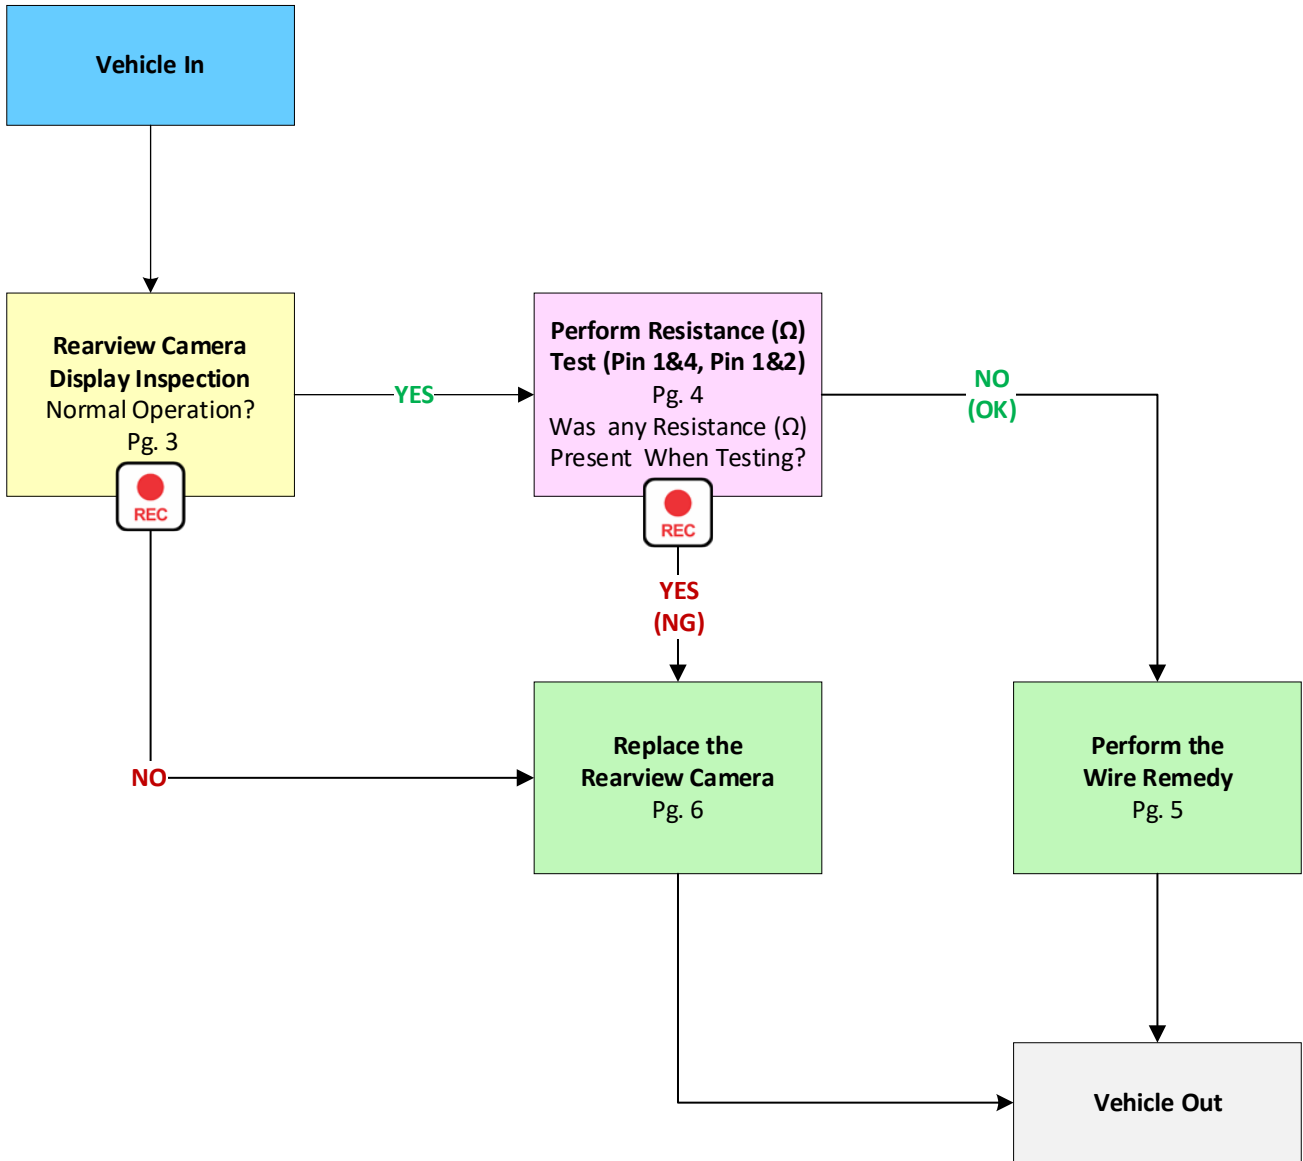 Vehicle In
Rearview Camera
Display Inspection
Normal Operation?
Pg. 3
REC
YES
Perform Resistance (Ω)
Test (Pin 1&4, Pin 1&2)
Pg. 4
Was any Resistance (Ω)
Present When Testing?
REC
NO
(OK)
YES
(NG)
NO
Replace the
Rearview Camera
Pg. 6
Perform the
Wire Remedy
Pg. 5
Vehicle Out